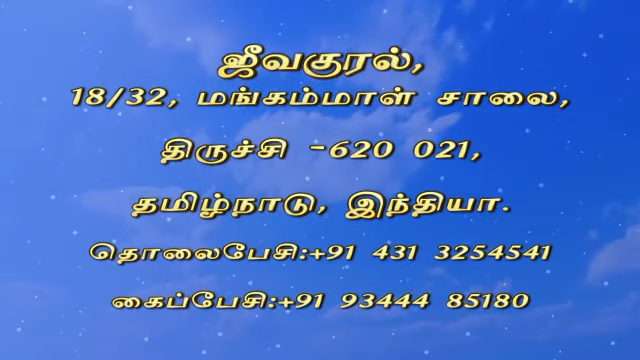 ஜீவகுரல்,
18/32, மங்கம்மாள் சாலை,
திருச்சி -620 021,
தமிழ்நாடு, இந்தியா.
தொலைபேசி:+91 431 3254541
கைப்பேசி:+91 93444 85180